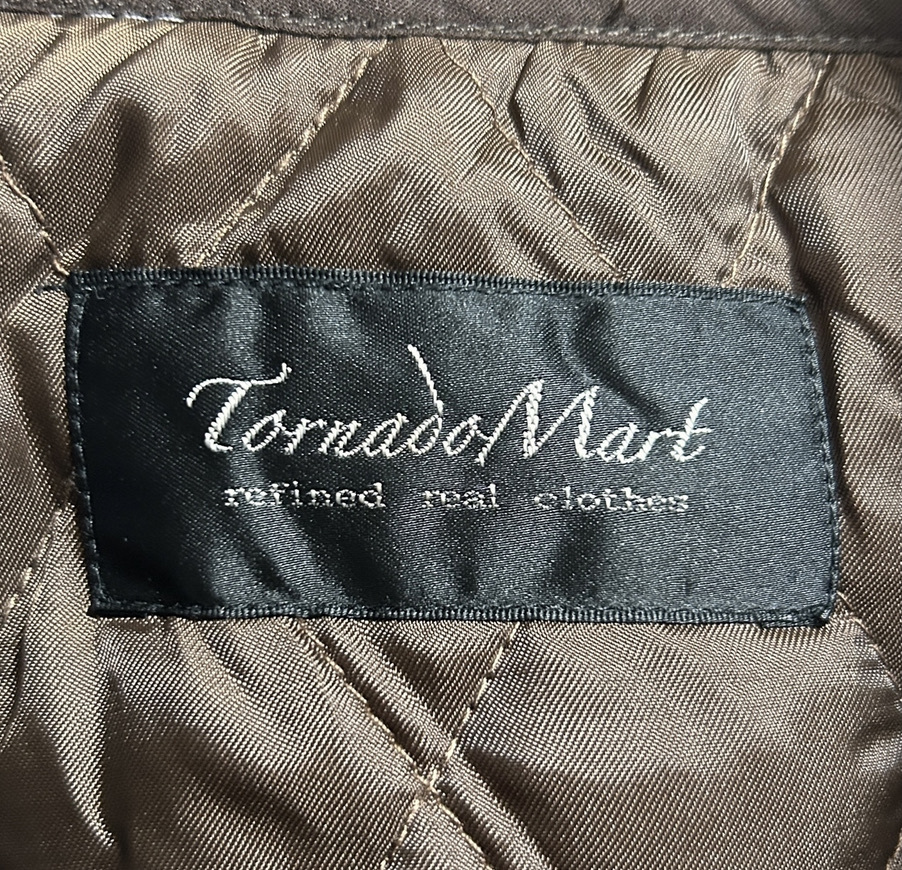 TornadoMart
refined real clothes